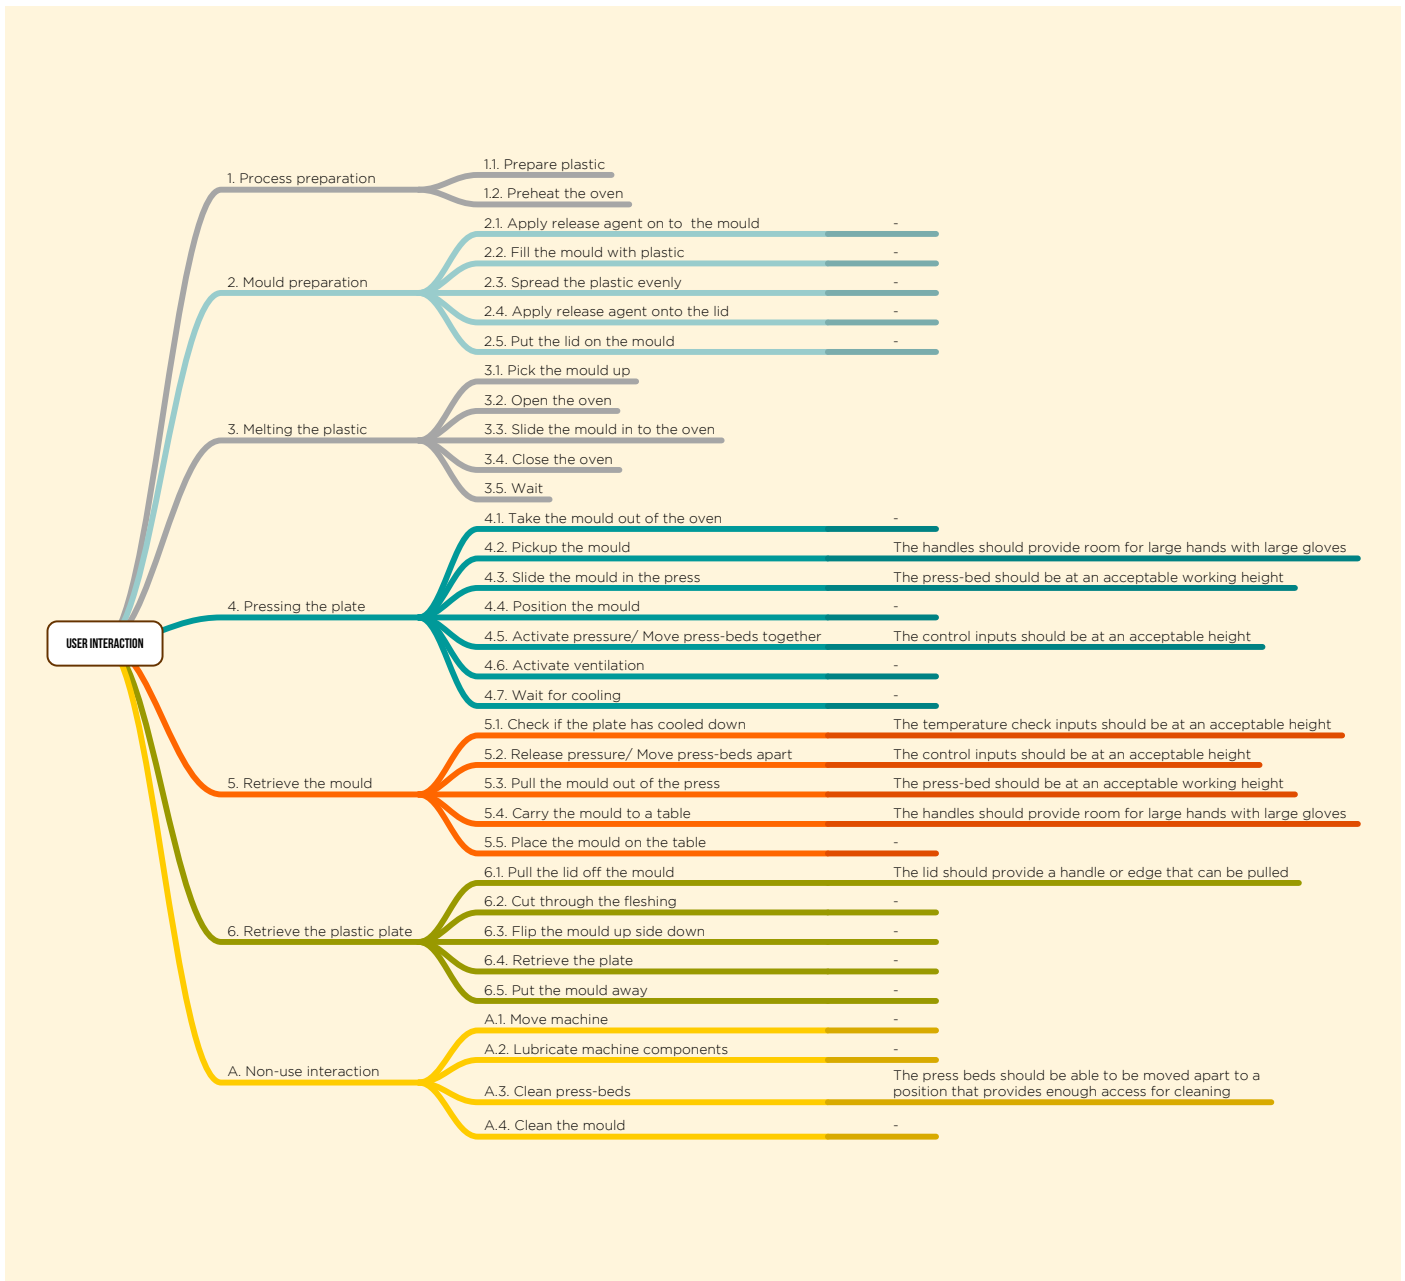 1.1. Prepare plastic
1. Process preparation
1.2. Preheat the oven
2.1. Apply release agent on to  the mould -
2.2. Fill the mould with plastic -
2. Mould preparation
2.3. Spread the plastic evenly -
2.4. Apply release agent onto the lid -
2.5. Put the lid on the mould -
3.1. Pick the mould up
3.2. Open the oven
3. Melting the plastic
3.3. Slide the mould in to the oven
3.4. Close the oven
3.5. Wait
4.1. Take the mould out of the oven -
4.2. Pickup the mould The handles should provide room for large hands with large gloves
4.3. Slide the mould in the press The press-bed should be at an acceptable working height
4. Pressing the plate
4.4. Position the mould -
4.5. Activate pressure/ Move press-beds together The control inputs should be at an acceptable height
USER INTERACTION
4.6. Activate ventilation -
4.7. Wait for cooling -
5.1. Check if the plate has cooled down The temperature check inputs should be at an acceptable height
5.2. Release pressure/ Move press-beds apart The control inputs should be at an acceptable height
5. Retrieve the mould
5.3. Pull the mould out of the press The press-bed should be at an acceptable working height
5.4. Carry the mould to a table The handles should provide room for large hands with large gloves
5.5. Place the mould on the table -
6.1. Pull the lid off the mould The lid should provide a handle or edge that can be pulled
6.2. Cut through the fleshing -
6. Retrieve the plastic plate
6.3. Flip the mould up side down -
6.4. Retrieve the plate -
6.5. Put the mould away -
A.1. Move machine -
A.2. Lubricate machine components -
A. Non-use interaction
The press beds should be able to be moved apart to a
A.3. Clean press-beds position that provides enough access for cleaning
A.4. Clean the mould -